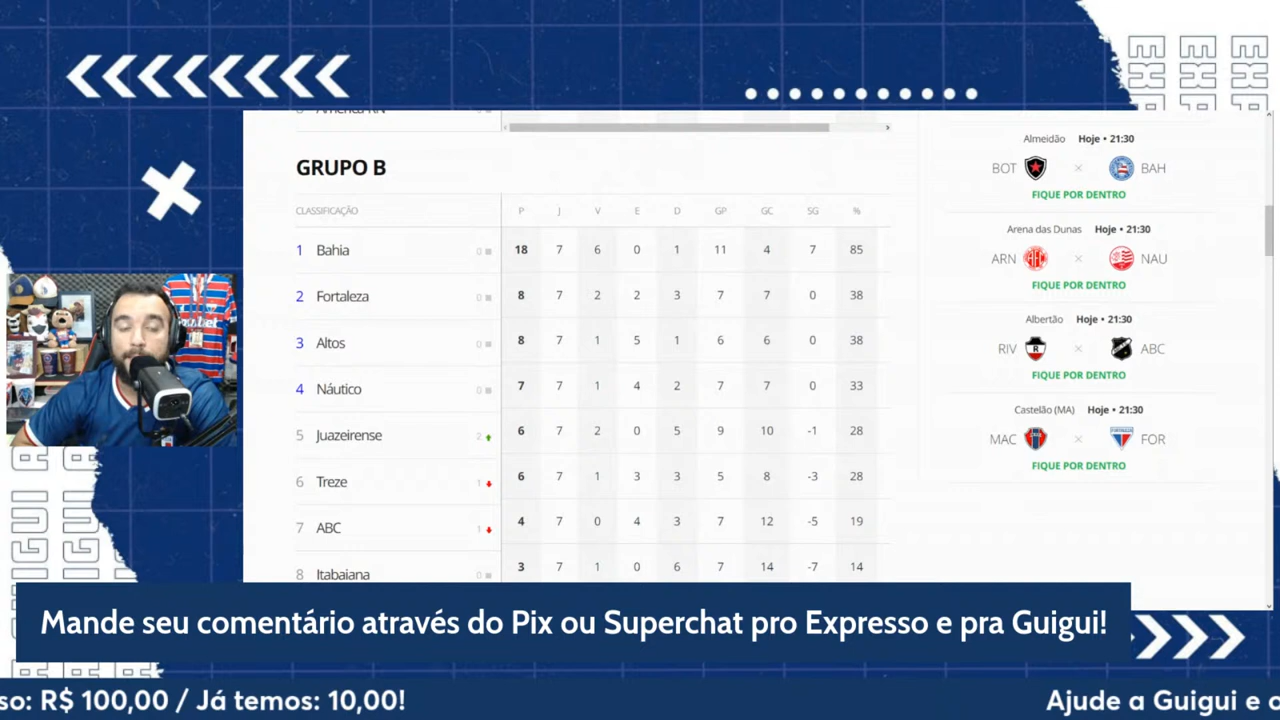 América-RN
GRUPO B
CLASSIFICAÇÃO P J V E D GP GC SG %
1 Bahia 0 18 7 6 0 1 11 4 7 85
2 Fortaleza 0 8 7 2 2 3 7 7 0 38
3 Altos 0 8 7 1 5 1 6 6 0 38
4 Náutico 0 7 7 1 4 2 7 7 0 33
5 Juazeirense 2 6 7 2 0 5 9 10 -1 28
6 Treze 1 6 7 1 3 3 5 8 -3 28
7 ABC 1 4 7 0 4 3 7 12 -5 19
8 Itabaiana 0 3 7 1 0 6 7 14 -7 14
Almeidão Hoje • 21:30
BOT × BAH
FIQUE POR DENTRO
Arena das Dunas Hoje • 21:30
ARN × NAU
FIQUE POR DENTRO
Albertão Hoje • 21:30
RIV × ABC
FIQUE POR DENTRO
Castelão (MA) Hoje • 21:30
MAC × FOR
FIQUE POR DENTRO
Mande seu comentário através do Pix ou Superchat pro Expresso e pra Guigui!
so: R$ 100,00 / Já temos: 10,00!
Ajude a Guigui e o